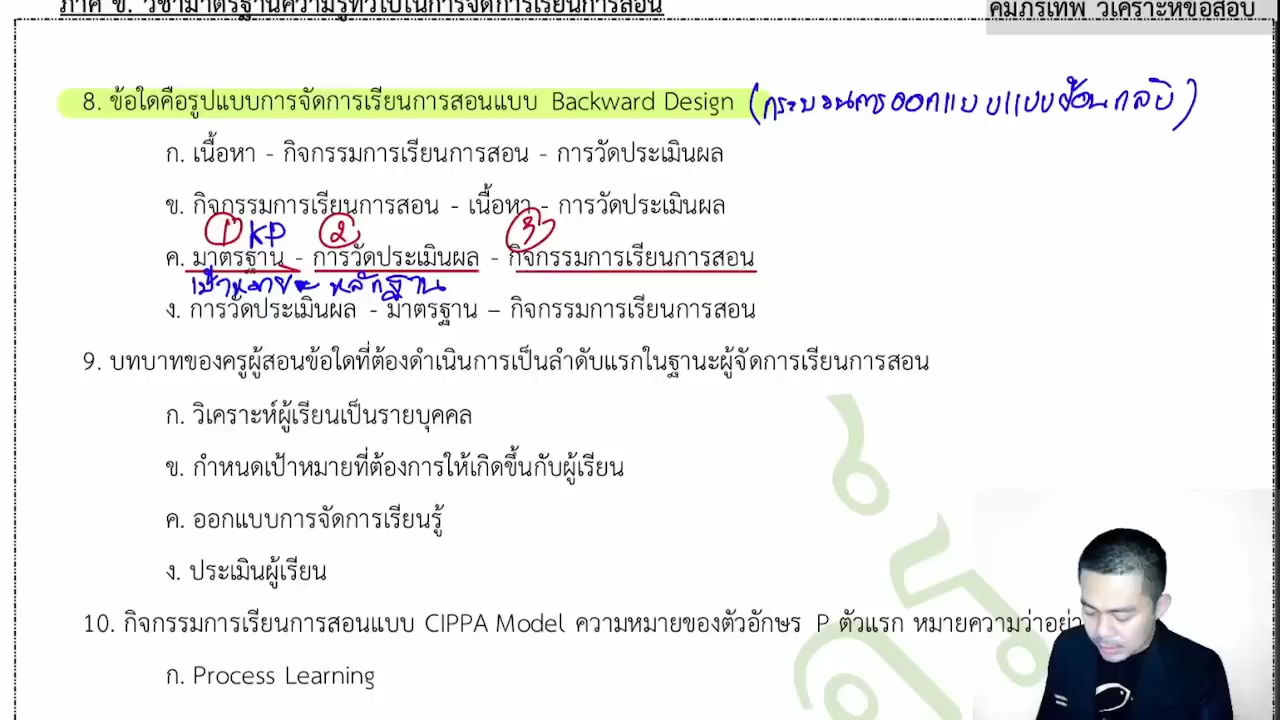 ภาค ข. วิชามาตรฐานความรู้ทั่วไปในการจัดการเรียนการสอน
คัมภีร์เทพ วิเคราะห์ข้อสอบ
8. ข้อใดคือรูปแบบการจัดการเรียนการสอนแบบ Backward Design (กระบวนการออกแบบแบบย้อนกลับ)
ก. เนื้อหา - กิจกรรมการเรียนการสอน - การวัดประเมินผล
ข. กิจกรรมการเรียนการสอน - เนื้อหา - การวัดประเมินผล
1 KP 2 3
ค. มาตรฐาน - การวัดประเมินผล - กิจกรรมการเรียนการสอน
เป้าหมาย หลักฐาน
ง. การวัดประเมินผล - มาตรฐาน – กิจกรรมการเรียนการสอน
9. บทบาทของครูผู้สอนข้อใดที่ต้องดำเนินการเป็นลำดับแรกในฐานะผู้จัดการเรียนการสอน
ก. วิเคราะห์ผู้เรียนเป็นรายบุคคล
ข. กำหนดเป้าหมายที่ต้องการให้เกิดขึ้นกับผู้เรียน
ค. ออกแบบการจัดการเรียนรู้
ง. ประเมินผู้เรียน
10. กิจกรรมการเรียนการสอนแบบ CIPPA Model ความหมายของตัวอักษร P ตัวแรก หมายความว่าอย่า
ก. Process Learning